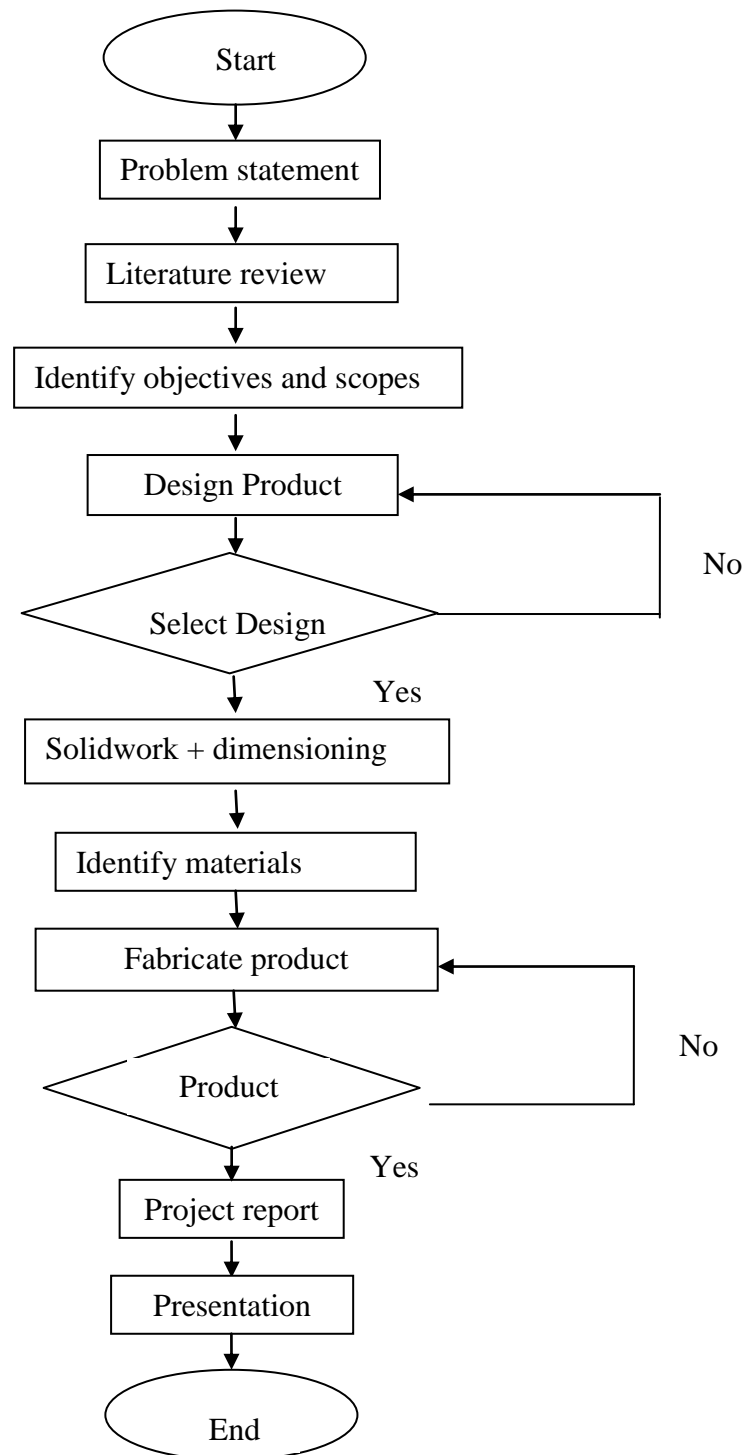 Start
Problem statement
Literature review
Identify objectives and scopes
Design Product
No
Select Design
Yes
Solidwork + dimensioning
Identify materials
Fabricate product
No
Product
Yes
Project report
Presentation
End